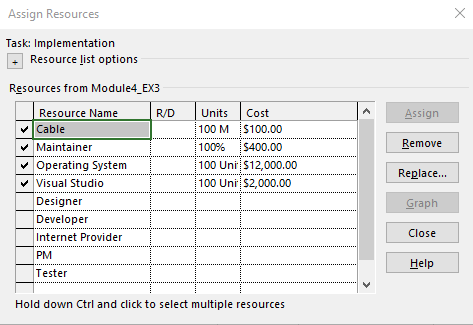 Assign Resources
Task: Implementation
+ Resource list options
Resources from Module4_EX3
Resource Name R/D Units Cost
Cable 100 M $100.00
Maintainer 100% $400.00
Operating System 100 Uni $12,000.00
Visual Studio 100 Uni $2,000.00
Designer
Developer
Internet Provider
PM
Tester
Assign
Remove
Replace...
Graph
Close
Help
Hold down Ctrl and click to select multiple resources